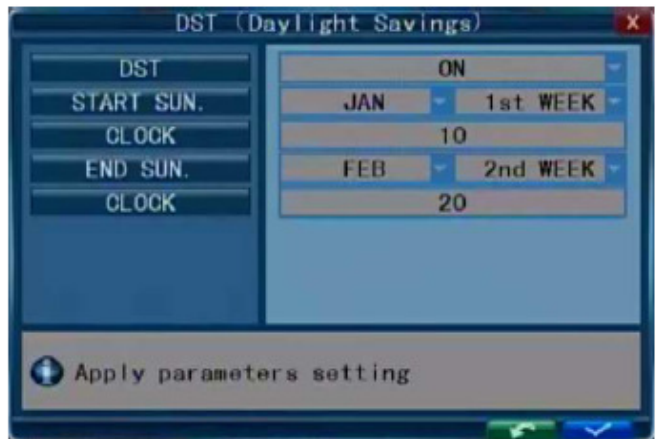 DST (Daylight Savings)
X
DST ON
START SUN. JAN 1st WEEK
CLOCK 10
END SUN. FEB 2nd WEEK
CLOCK 20
Apply parameters setting